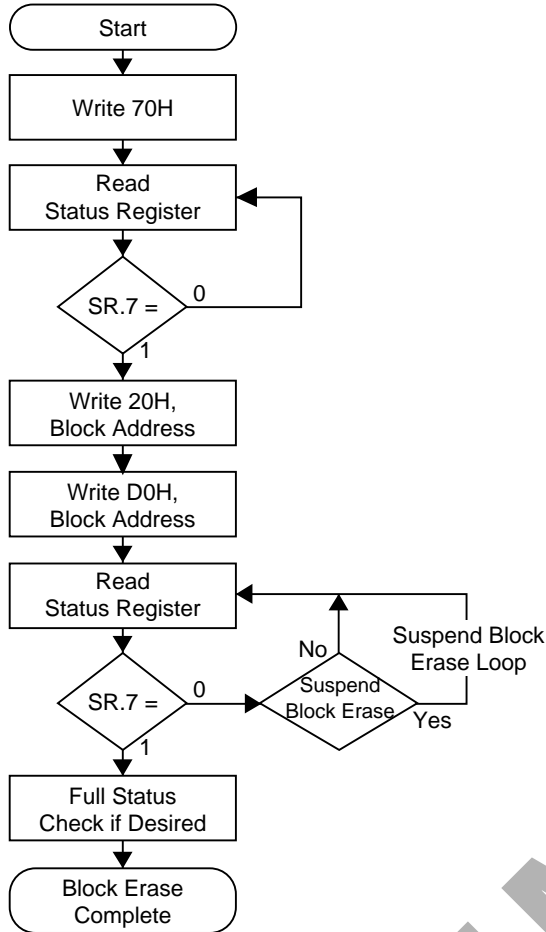 Start
Write 70H
Read
Status Register
SR.7 =
0
1
Write 20H,
Block Address
Write D0H,
Block Address
Read
Status Register
SR.7 =
0
1
Suspend
Block Erase
No
Yes
Suspend Block
Erase Loop
Full Status
Check if Desired
Block Erase
Complete